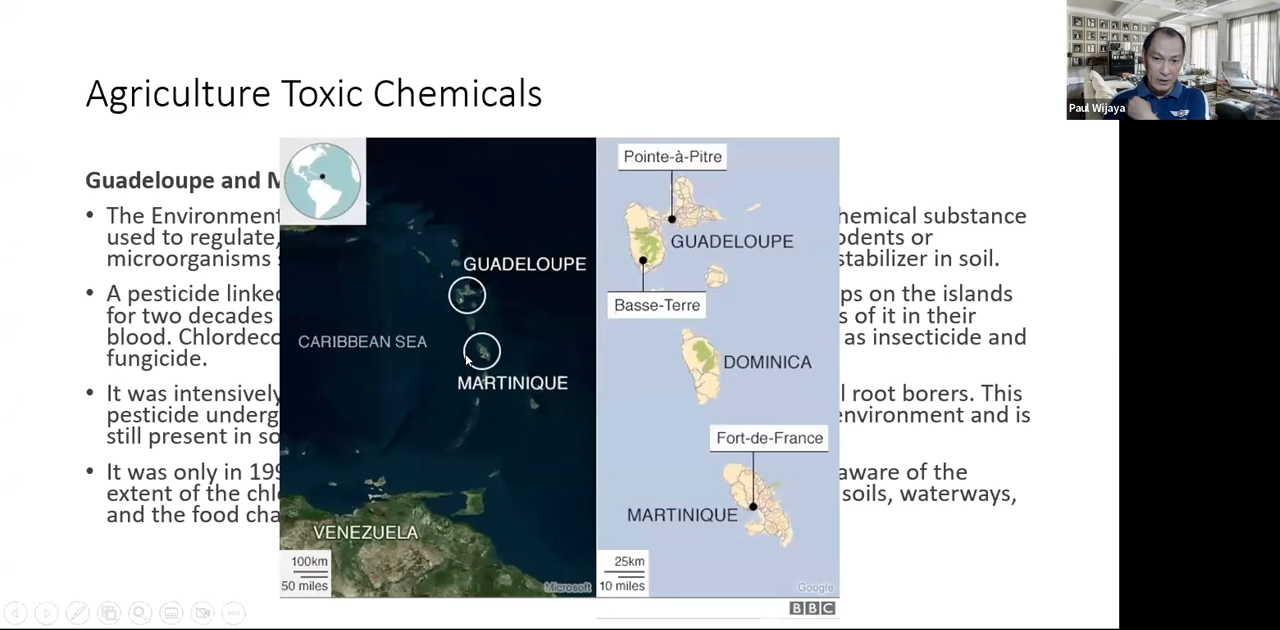 Agriculture Toxic Chemicals
Paul Wijaya
Guadeloupe and M
• The Environment
hemical substance
used to regulate,
odents or
microorganisms s
stabilizer in soil.
• A pesticide linked
ps on the islands
for two decades
s of it in their
blood. Chlordeco
as insecticide and
fungicide.
• It was intensively
l root borers. This
pesticide underg
environment and is
still present in so
• It was only in 199
aware of the
extent of the chlo
soils, waterways,
and the food cha
GUADELOUPE
CARIBBEAN SEA
MARTINIQUE
VENEZUELA
100km
50 miles
Microsoft
Pointe-à-Pitre
GUADELOUPE
Basse-Terre
DOMINICA
Fort-de-France
MARTINIQUE
25km
10 miles
Google
BBC